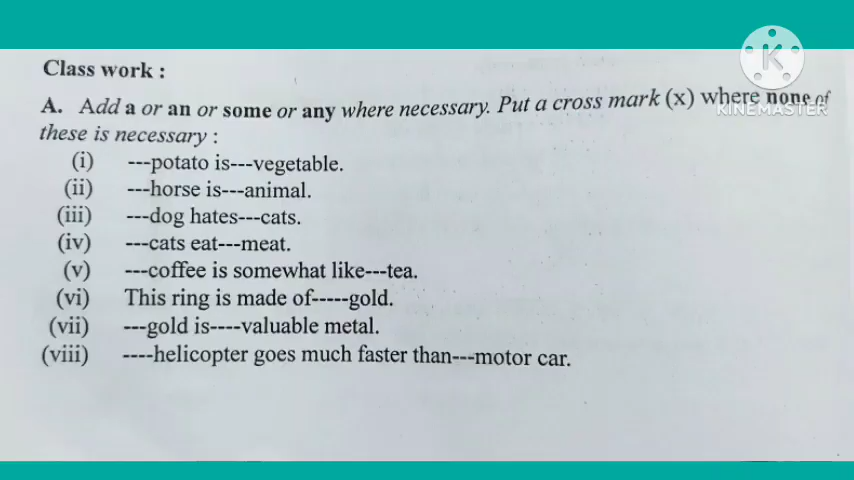 Class work :
K
KINEMASTER
A. Add a or an or some or any where necessary. Put a cross mark (x) where none of
these is necessary :
(i) ---potato is---vegetable.
(ii) ---horse is---animal.
(iii) ---dog hates---cats.
(iv) ---cats eat---meat.
(v) ---coffee is somewhat like---tea.
(vi) This ring is made of-----gold.
(vii) ---gold is----valuable metal.
(viii) ----helicopter goes much faster than---motor car.